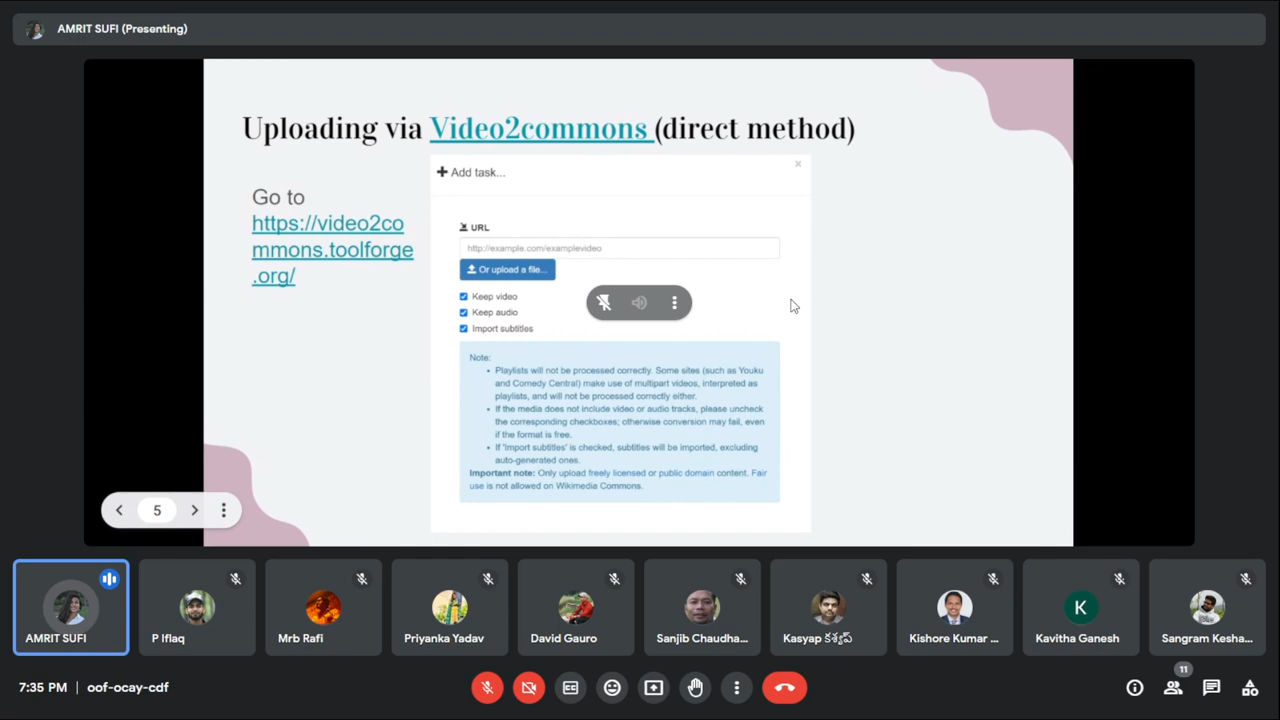 AMRIT SUFI (Presenting)
Uploading via Video2commons (direct method)
Go to
https://video2co
mmons.toolforge
.org/
Add task...
×
URL
http://example.com/examplevideo
Or upload a file...
Keep video
Keep audio
Import subtitles
Note:
• Playlists will not be processed correctly. Some sites (such as Youku
and Comedy Central) make use of multipart videos, interpreted as
playlists, and will not be processed correctly either.
• If the media does not include video or audio tracks, please uncheck
the corresponding checkboxes; otherwise conversion may fail, even
if the format is free.
• If 'Import subtitles' is checked, subtitles will be imported, excluding
auto-generated ones.
Important note: Only upload freely licensed or public domain content. Fair
use is not allowed on Wikimedia Commons.
5
AMRIT SUFI
P Iflaq
Mrb Rafi
Priyanka Yadav
David Gauro
Sanjib Chaudha...
Kasyap కశ్యప్
Kishore Kumar ...
K
Kavitha Ganesh
Sangram Kesha...
7:35 PM | oof-ocay-cdf
11